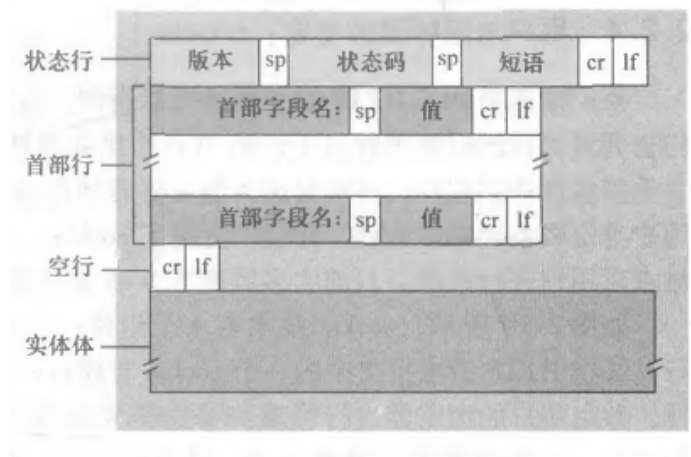 状态行 版本 sp 状态码 sp 短语 cr lf
首部字段名: sp 值 cr lf
首部行
首部字段名: sp 值 cr lf
空行 cr lf
实体体